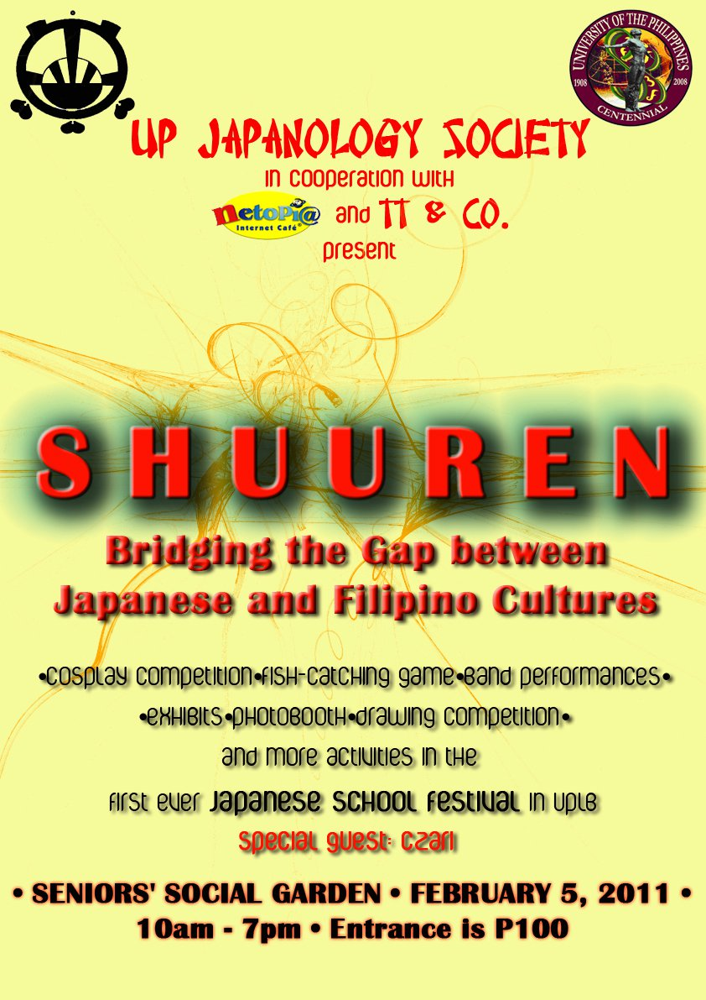 UNIVERSITY OF THE PHILIPPINES
1908 2008
CENTENNIAL
UP JAPANOLOGY SOCIETY
in cooperation with
netopi@ and TT & CO.
Internet Café®
present
SHUUREN
Bridging the Gap between
Japanese and Filipino Cultures
•cosplay competition•fish-catching game•band performances•
•exhibits•photobooth•drawing competition•
and more activities in the
first ever Japanese School Festival in UPLB
Special Guest: Czari
• SENIORS' SOCIAL GARDEN • FEBRUARY 5, 2011 •
10am - 7pm • Entrance is P100